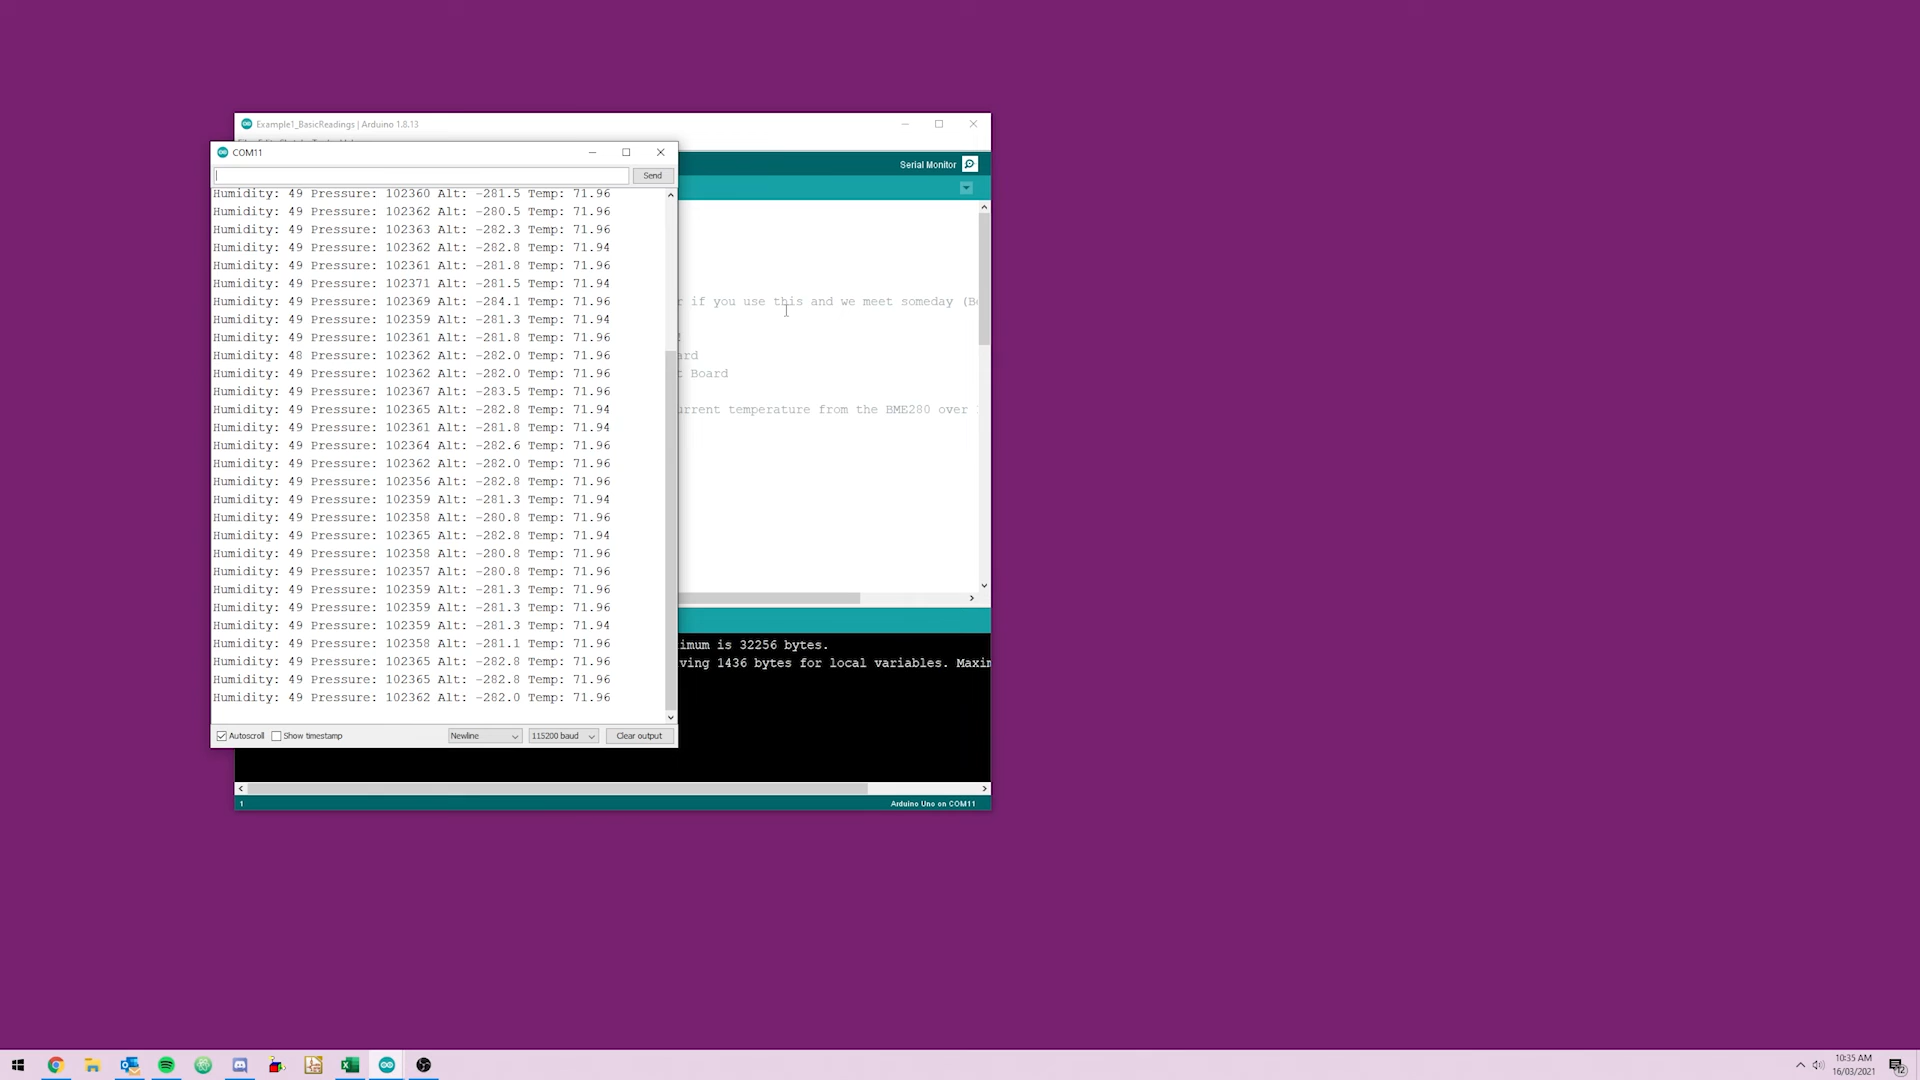 Example1_BasicReadings | Arduino 1.8.13
COM11
Serial Monitor
Send
Humidity: 49 Pressure: 102360 Alt: -281.5 Temp: 71.96
Humidity: 49 Pressure: 102362 Alt: -280.5 Temp: 71.96
Humidity: 49 Pressure: 102363 Alt: -282.3 Temp: 71.96
Humidity: 49 Pressure: 102362 Alt: -282.8 Temp: 71.94
Humidity: 49 Pressure: 102361 Alt: -281.8 Temp: 71.96
Humidity: 49 Pressure: 102371 Alt: -281.5 Temp: 71.94
Humidity: 49 Pressure: 102369 Alt: -284.1 Temp: 71.96
Humidity: 49 Pressure: 102359 Alt: -281.3 Temp: 71.94
Humidity: 49 Pressure: 102361 Alt: -281.8 Temp: 71.96
Humidity: 48 Pressure: 102362 Alt: -282.0 Temp: 71.96
Humidity: 49 Pressure: 102362 Alt: -282.0 Temp: 71.96
Humidity: 49 Pressure: 102367 Alt: -283.5 Temp: 71.96
Humidity: 49 Pressure: 102365 Alt: -282.8 Temp: 71.94
Humidity: 49 Pressure: 102361 Alt: -281.8 Temp: 71.94
Humidity: 49 Pressure: 102364 Alt: -282.6 Temp: 71.96
Humidity: 49 Pressure: 102362 Alt: -282.0 Temp: 71.96
Humidity: 49 Pressure: 102356 Alt: -282.8 Temp: 71.96
Humidity: 49 Pressure: 102359 Alt: -281.3 Temp: 71.94
Humidity: 49 Pressure: 102358 Alt: -280.8 Temp: 71.96
Humidity: 49 Pressure: 102365 Alt: -282.8 Temp: 71.94
Humidity: 49 Pressure: 102358 Alt: -280.8 Temp: 71.96
Humidity: 49 Pressure: 102357 Alt: -280.8 Temp: 71.96
Humidity: 49 Pressure: 102359 Alt: -281.3 Temp: 71.96
Humidity: 49 Pressure: 102359 Alt: -281.3 Temp: 71.96
Humidity: 49 Pressure: 102359 Alt: -281.3 Temp: 71.94
Humidity: 49 Pressure: 102358 Alt: -281.1 Temp: 71.96
Humidity: 49 Pressure: 102365 Alt: -282.8 Temp: 71.96
Humidity: 49 Pressure: 102365 Alt: -282.8 Temp: 71.96
Humidity: 49 Pressure: 102362 Alt: -282.0 Temp: 71.96
Autoscroll Show timestamp Newline 115200 baud Clear output
r if you use this and we meet someday (Be
ard
t Board
urrent temperature from the BME280 over
imum is 32256 bytes.
ving 1436 bytes for local variables. Maxim
1 Arduino Uno on COM11
10:35 AM
16/03/2021
12